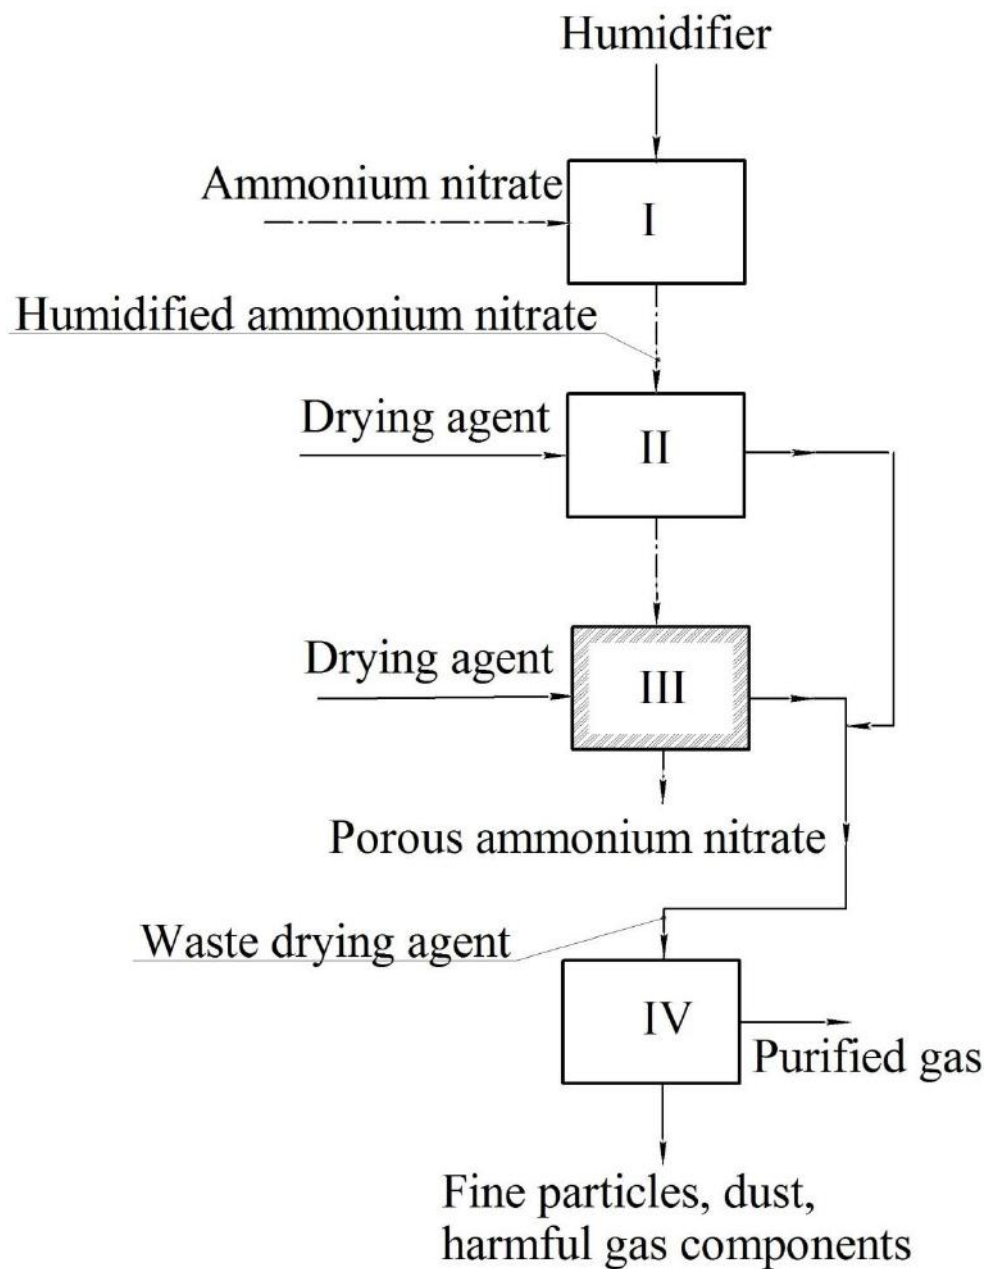 Humidifier
Ammonium nitrate
I
Humidified ammonium nitrate
Drying agent
II
Drying agent
III
Porous ammonium nitrate
Waste drying agent
IV
Purified gas
Fine particles, dust,
harmful gas components